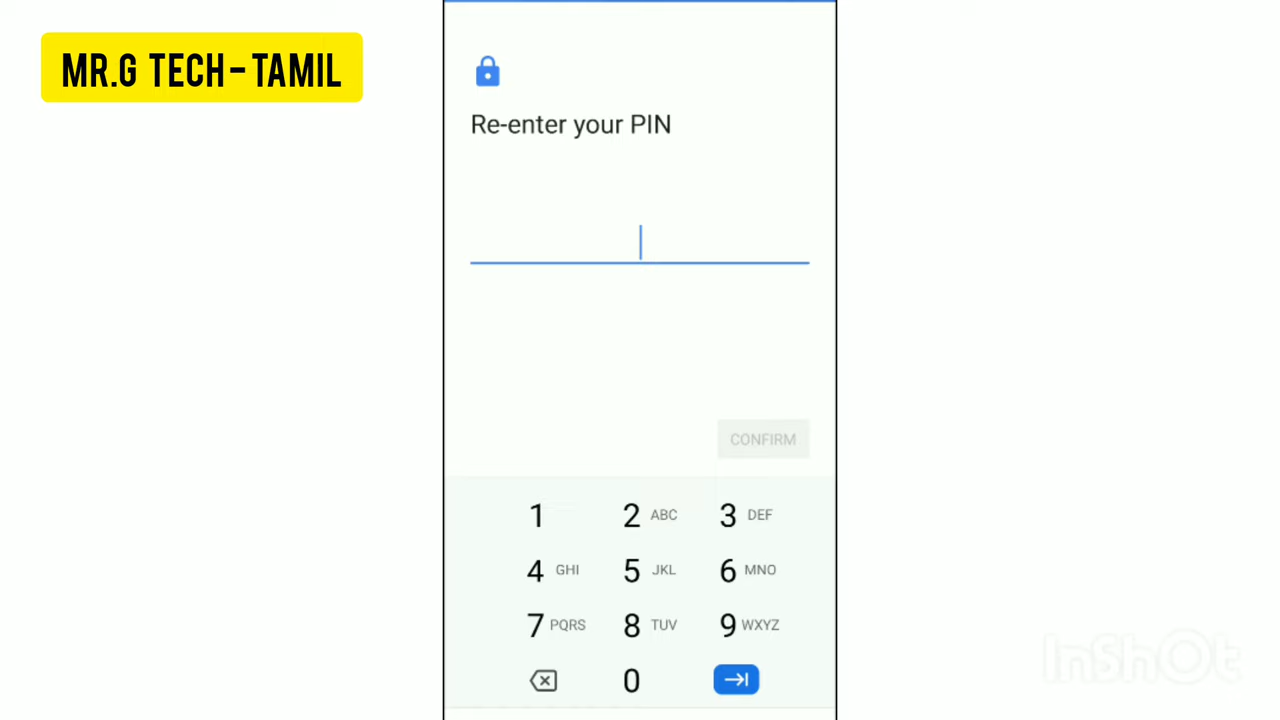 MR.G TECH - TAMIL
Re-enter your PIN
CONFIRM
1
2 ABC
3 DEF
4 GHI
5 JKL
6 MNO
7 PQRS
8 TUV
9 WXYZ
0
InShOt